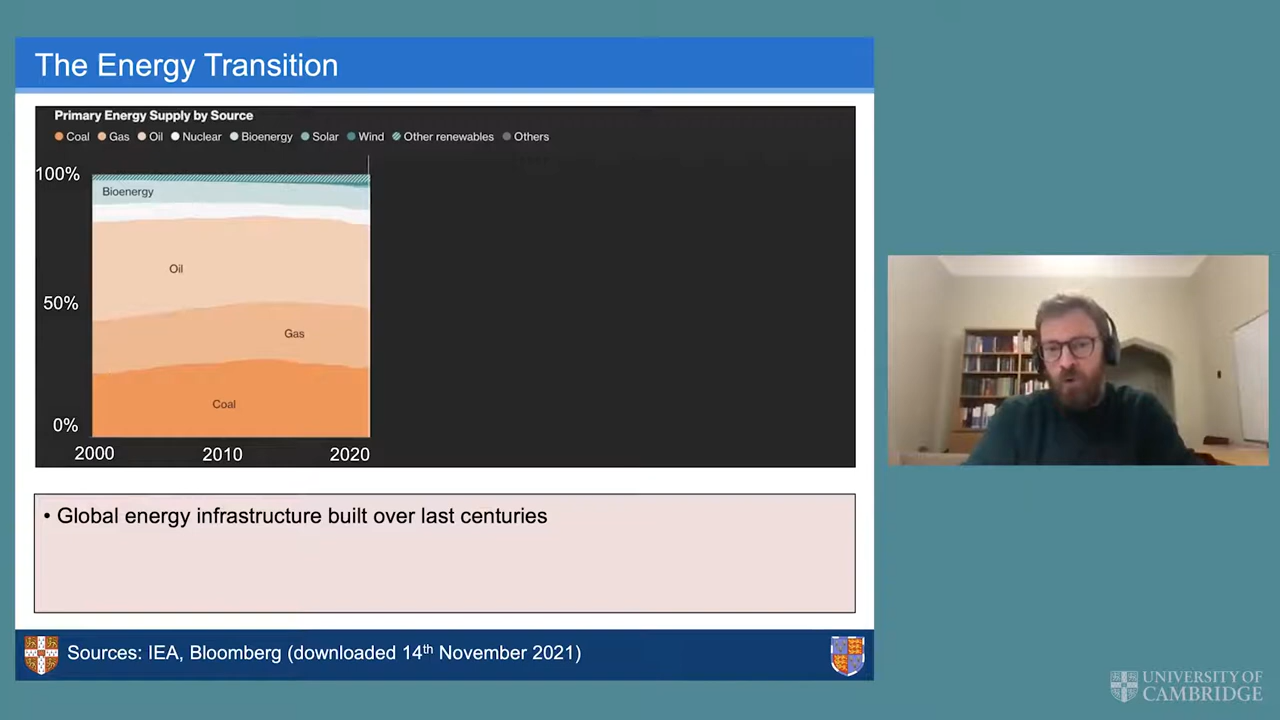 The Energy Transition
Primary Energy Supply by Source
Coal Gas Oil Nuclear Bioenergy Solar Wind Other renewables Others
100%
Bioenergy
Oil
50%
Gas
Coal
0%
2000 2010 2020
• Global energy infrastructure built over last centuries
Sources: IEA, Bloomberg (downloaded 14th November 2021)
UNIVERSITY OF
CAMBRIDGE